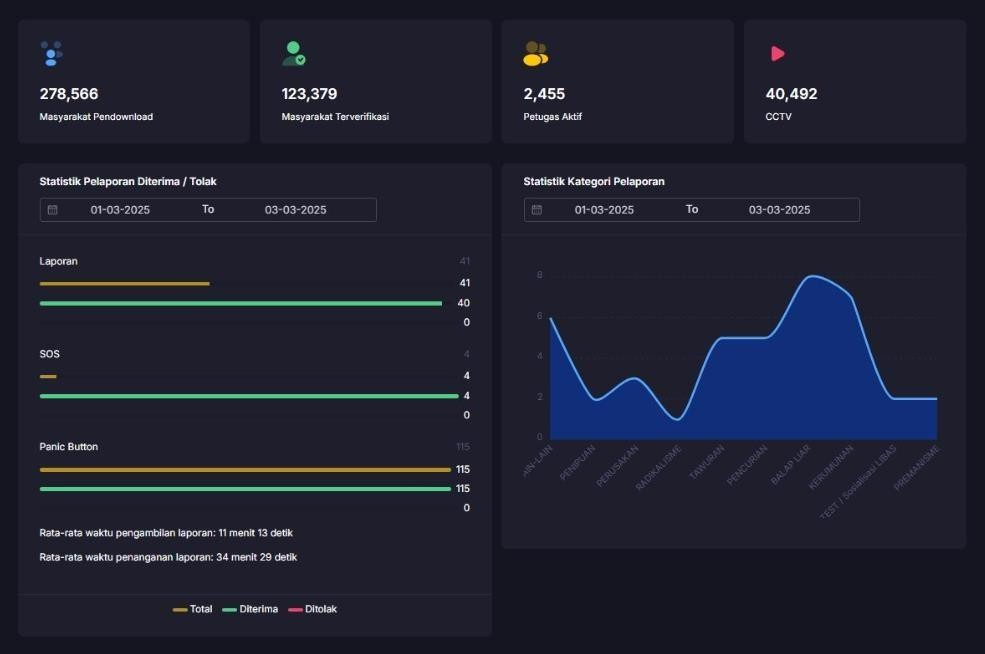 278,566
Masyarakat Pendownload
123,379
Masyarakat Terverifikasi
2,455
Petugas Aktif
40,492
CCTV
Statistik Pelaporan Diterima / Tolak
01-03-2025 To 03-03-2025
Laporan 41
41
40
0
SOS 4
4
4
0
Panic Button 115
115
115
0
Rata-rata waktu pengambilan laporan: 11 menit 13 detik
Rata-rata waktu penanganan laporan: 34 menit 29 detik
Total Diterima Ditolak
Statistik Kategori Pelaporan
01-03-2025 To 03-03-2025
8
6
4
2
0
AIN-LAIN
PENIPUAN
PERUSAKAN
RADIKALISME
TAWURAN
PENCURIAN
BALAP LIAR
KERUMUNAN
TEST / Sosialisasi LIBAS
PREMANISME